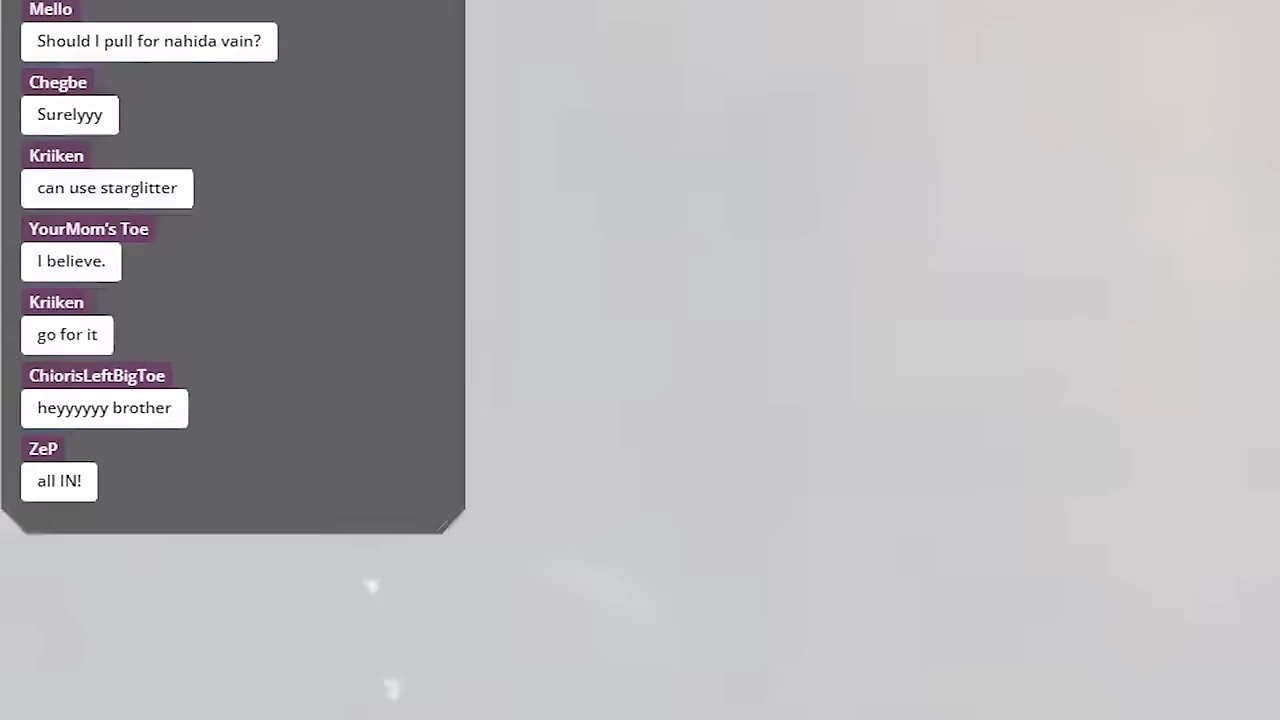 Mello
Should I pull for nahida vain?
Chegbe
Surelyyy
Kriiken
can use starglitter
YourMom's Toe
I believe.
Kriiken
go for it
ChiorisLeftBigToe
heyyyyyy brother
ZeP
all IN!